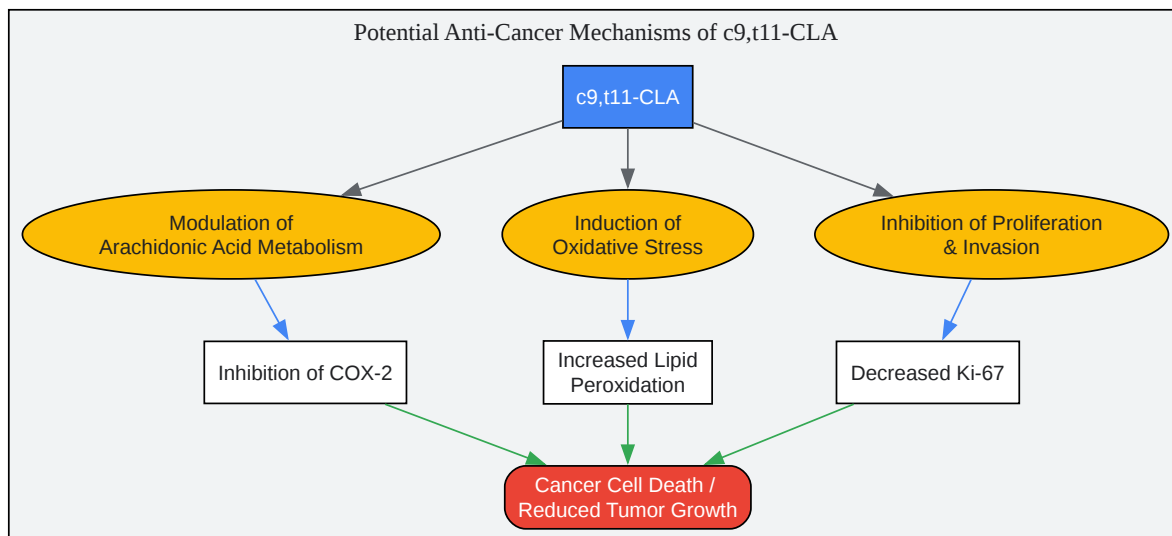 Potential Anti-Cancer Mechanisms of c9,t11-CLA
c9,t11-CLA
Modulation of
Arachidonic Acid Metabolism
Induction of
Oxidative Stress
Inhibition of Proliferation
& Invasion
Inhibition of COX-2
Increased Lipid
Peroxidation
Decreased Ki-67
Cancer Cell Death /
Reduced Tumor Growth